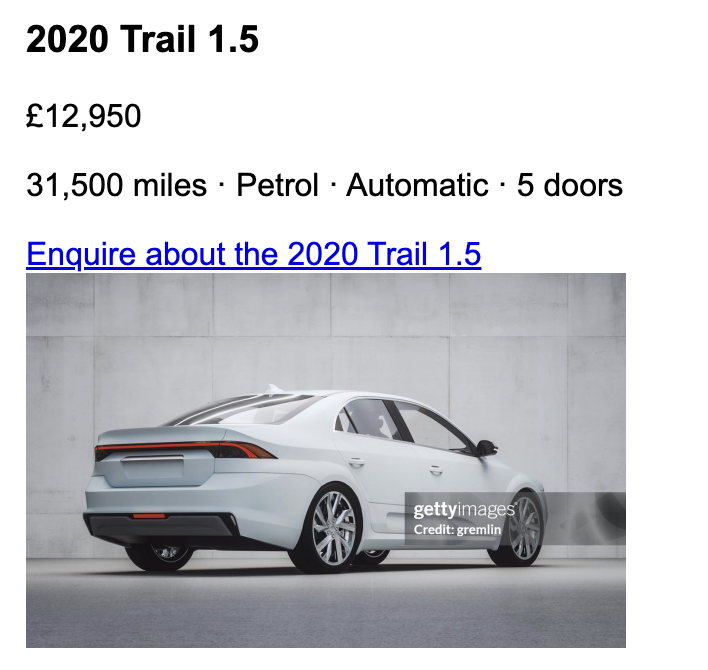 2020 Trail 1.5
£12,950
31,500 miles · Petrol · Automatic · 5 doors
Enquire about the 2020 Trail 1.5
gettyimages
Credit: gremlin